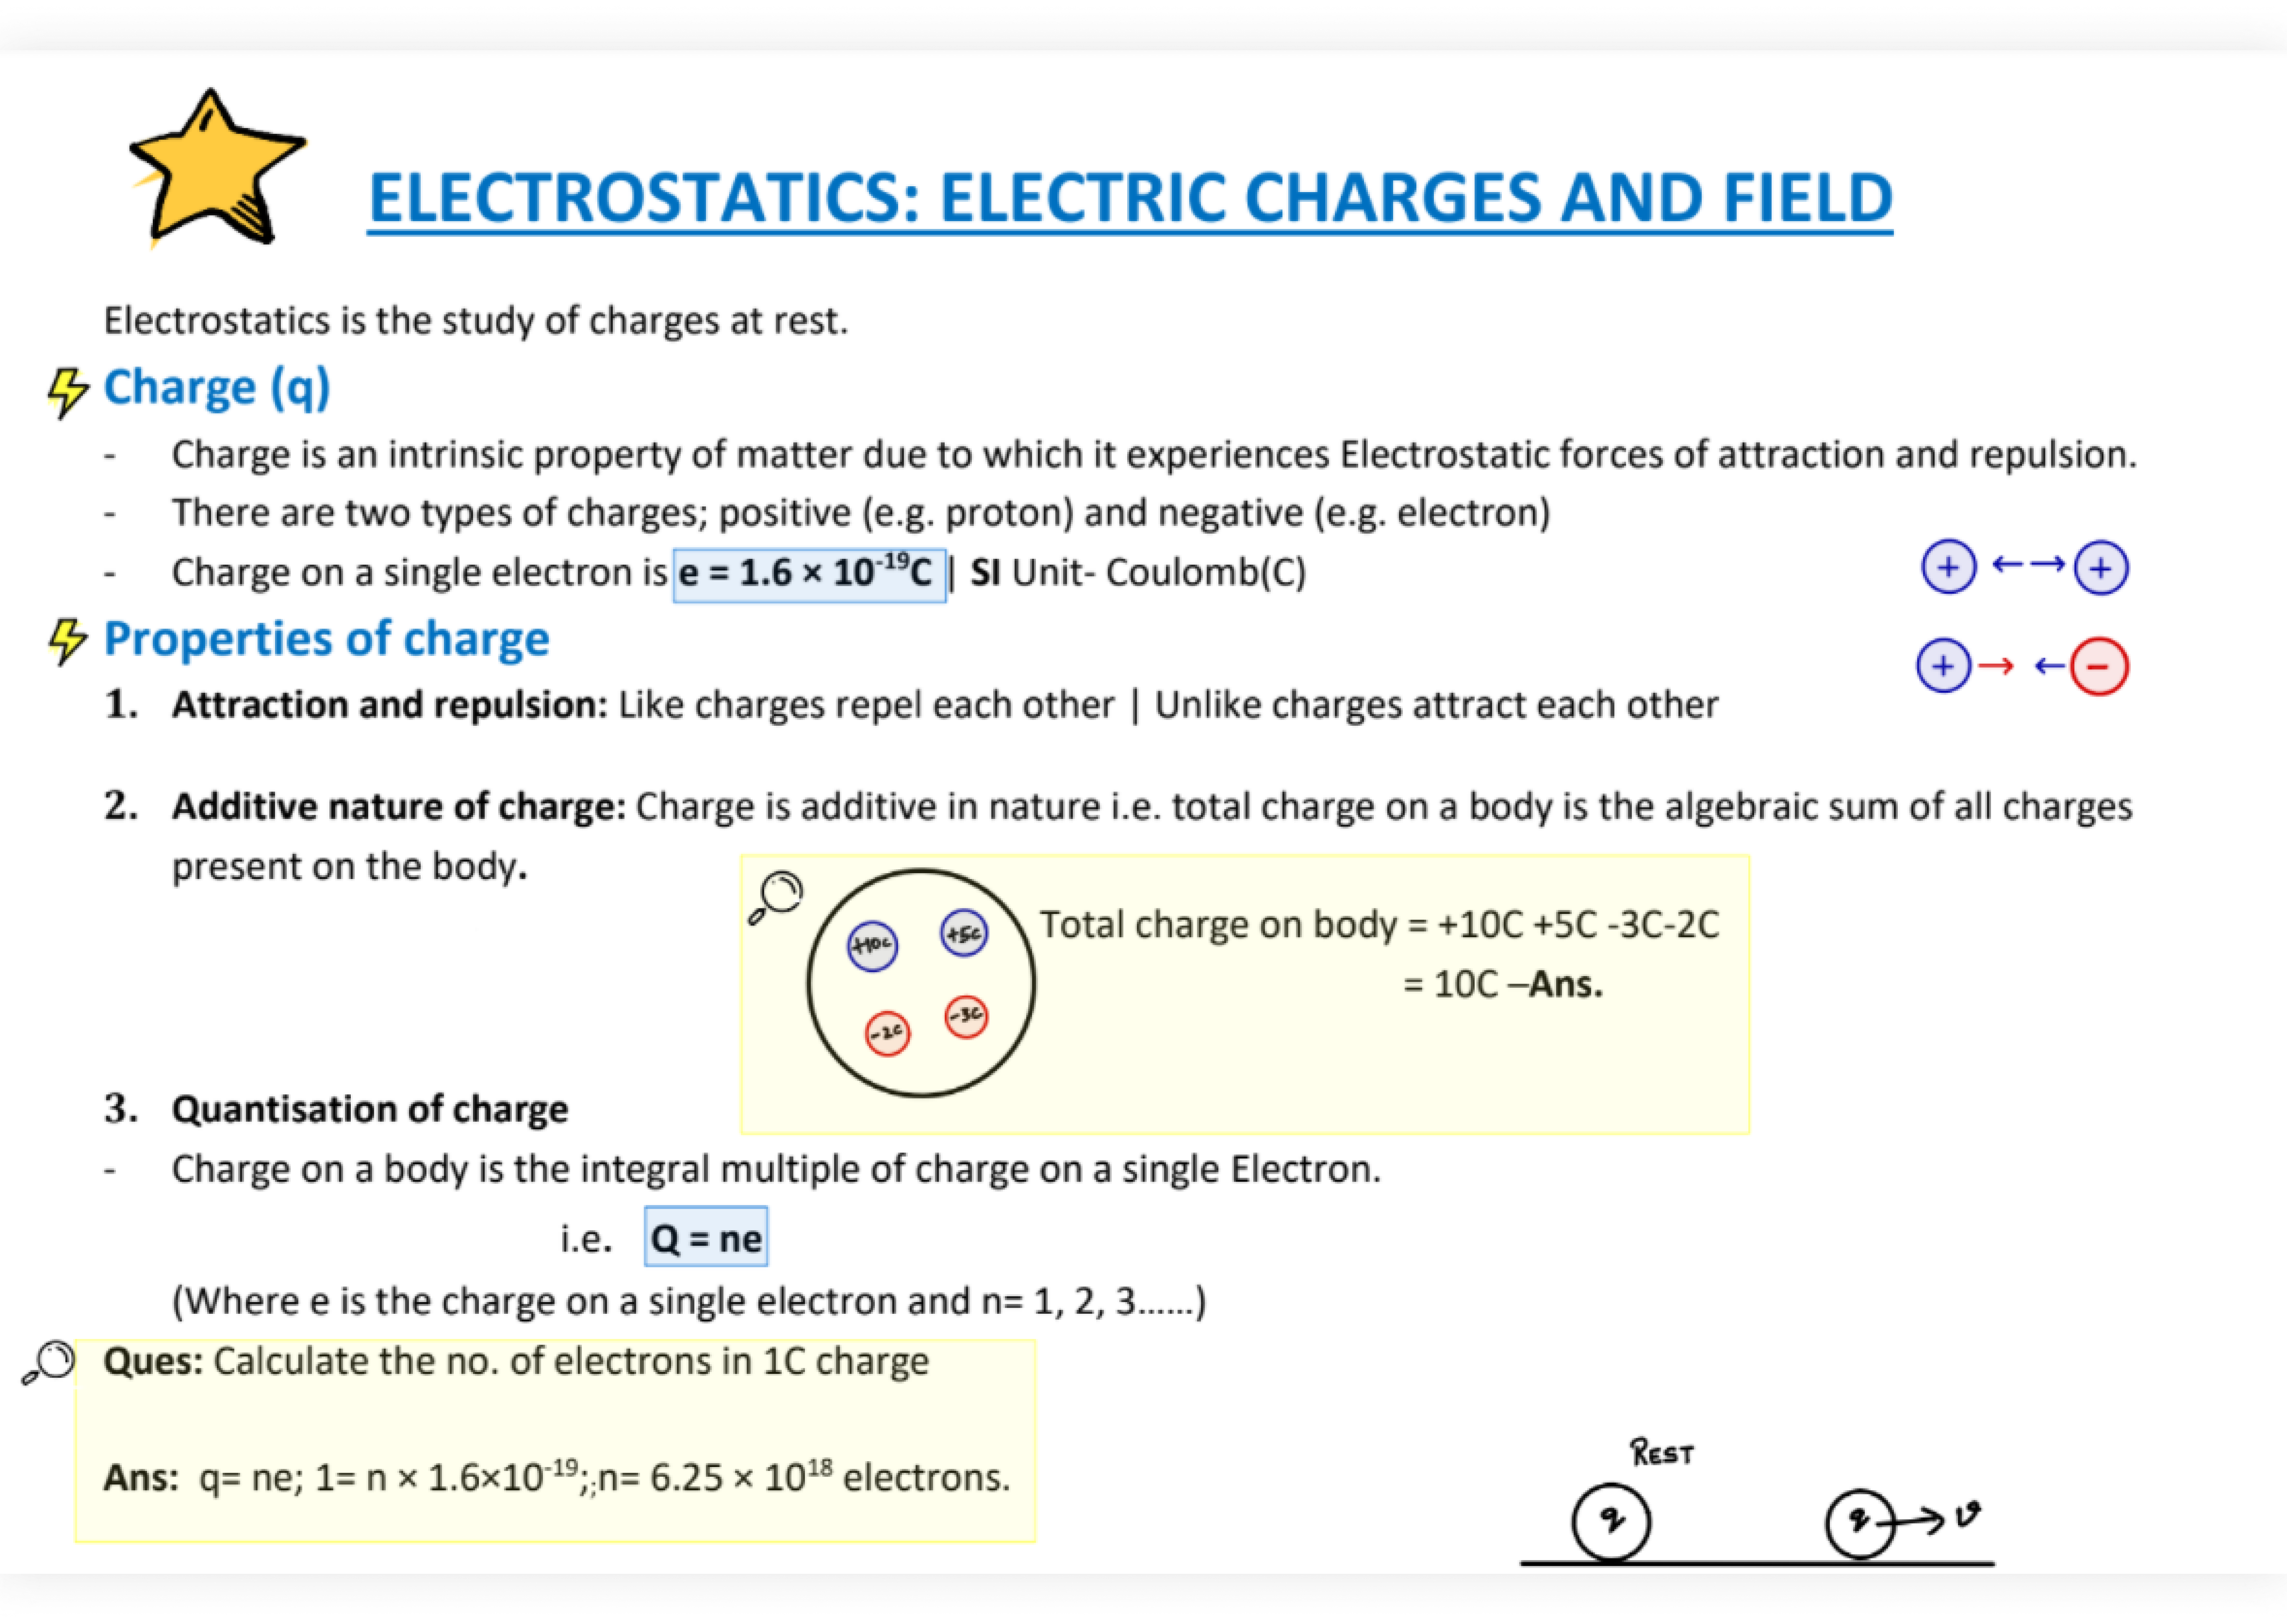 ELECTROSTATICS: ELECTRIC CHARGES AND FIELD
Electrostatics is the study of charges at rest.
Charge (q)
- Charge is an intrinsic property of matter due to which it experiences Electrostatic forces of attraction and repulsion.
- There are two types of charges; positive (e.g. proton) and negative (e.g. electron)
- Charge on a single electron is e = 1.6 × 10⁻¹⁹C | SI Unit- Coulomb(C)
+ ←→ +
Properties of charge
+ → ← −
1. Attraction and repulsion: Like charges repel each other | Unlike charges attract each other
2. Additive nature of charge: Charge is additive in nature i.e. total charge on a body is the algebraic sum of all charges
present on the body.
+10C +5C
Total charge on body = +10C +5C -3C-2C
= 10C –Ans.
-2C -3C
3. Quantisation of charge
- Charge on a body is the integral multiple of charge on a single Electron.
i.e. Q = ne
(Where e is the charge on a single electron and n= 1, 2, 3......)
Ques: Calculate the no. of electrons in 1C charge
Ans: q= ne; 1= n × 1.6×10⁻¹⁹;;n= 6.25 × 10¹⁸ electrons.
REST
q q → v